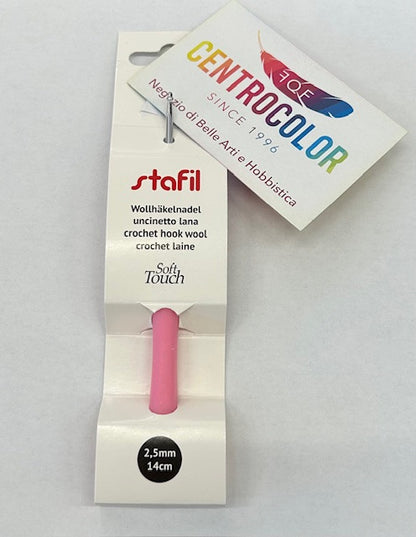 FOF
CENTROCOLOR
SINCE 1996
Negozio di Belle Arti e Hobbistica
stafil
Wollhäkelnadel
uncinetto lana
crochet hook wool
crochet laine
Soft
Touch
2,5mm
14cm